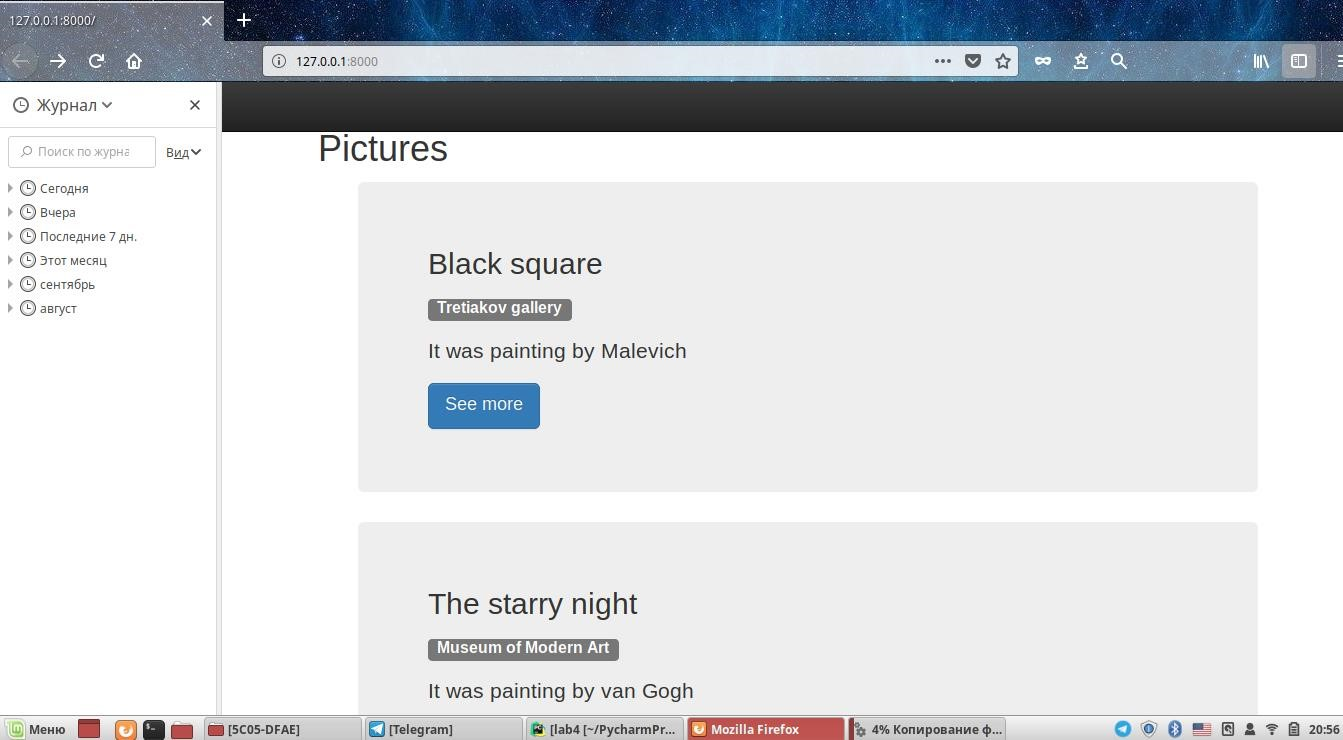 127.0.0.1:8000/
127.0.0.1:8000
Журнал
Поиск по журна
Вид
Сегодня
Вчера
Последние 7 дн.
Этот месяц
сентябрь
август
Pictures
Black square
Tretiakov gallery
It was painting by Malevich
See more
The starry night
Museum of Modern Art
It was painting by van Gogh
Меню
[5C05-DFAE]
[Telegram]
[lab4 [~/PycharmPr...
Mozilla Firefox
4% Копирование ф...
20:56